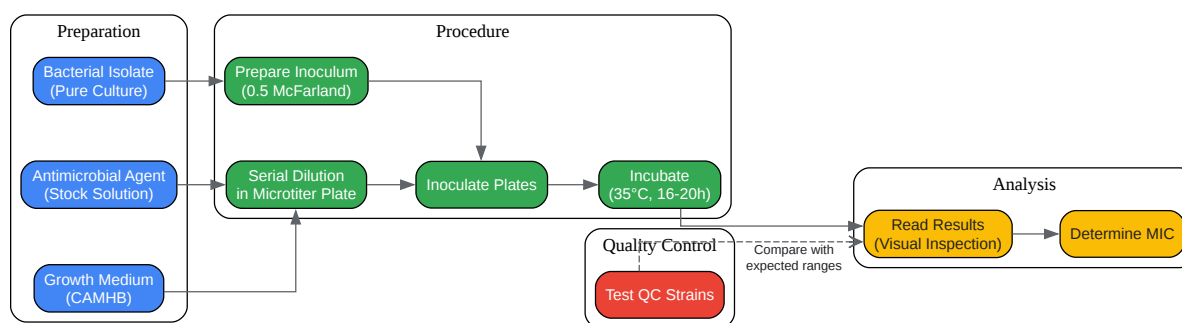 Preparation
Bacterial Isolate
(Pure Culture)
Antimicrobial Agent
(Stock Solution)
Growth Medium
(CAMHB)
Procedure
Prepare Inoculum
(0.5 McFarland)
Serial Dilution
in Microtiter Plate
Inoculate Plates
Incubate
(35°C, 16-20h)
Quality Control
Test QC Strains
Compare with
expected ranges
Analysis
Read Results
(Visual Inspection)
Determine MIC